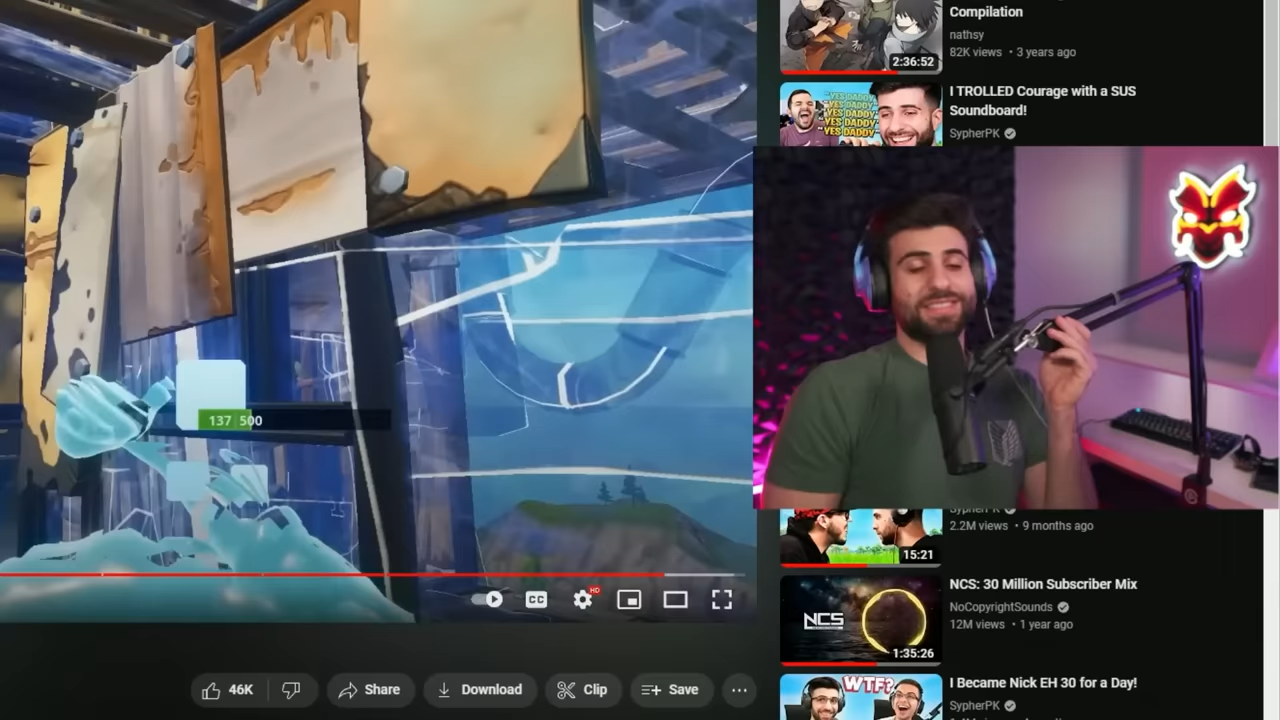 Compilation
nathsy
82K views • 3 years ago
2:36:52
I TROLLED Courage with a SUS
Soundboard!
SypherPK
"YES DADDY"
"YES DADDY"
"YES DADDY"
"YES DADDY"
137 500
SypherPK
2.2M views • 9 months ago
15:21
HD
CC
NCS: 30 Million Subscriber Mix
NoCopyrightSounds
12M views • 1 year ago
NCS
1:35:26
46K
Share
Download
Clip
Save
I Became Nick EH 30 for a Day!
SypherPK
WTF?